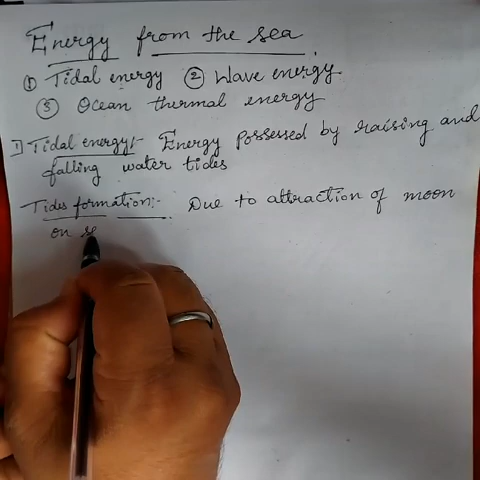 Energy from the sea.
① Tidal energy ② Wave energy
③ Ocean thermal energy
1) Tidal energy:- Energy possessed by raising and
falling water tides
Tides formation:- Due to attraction of moon
on se